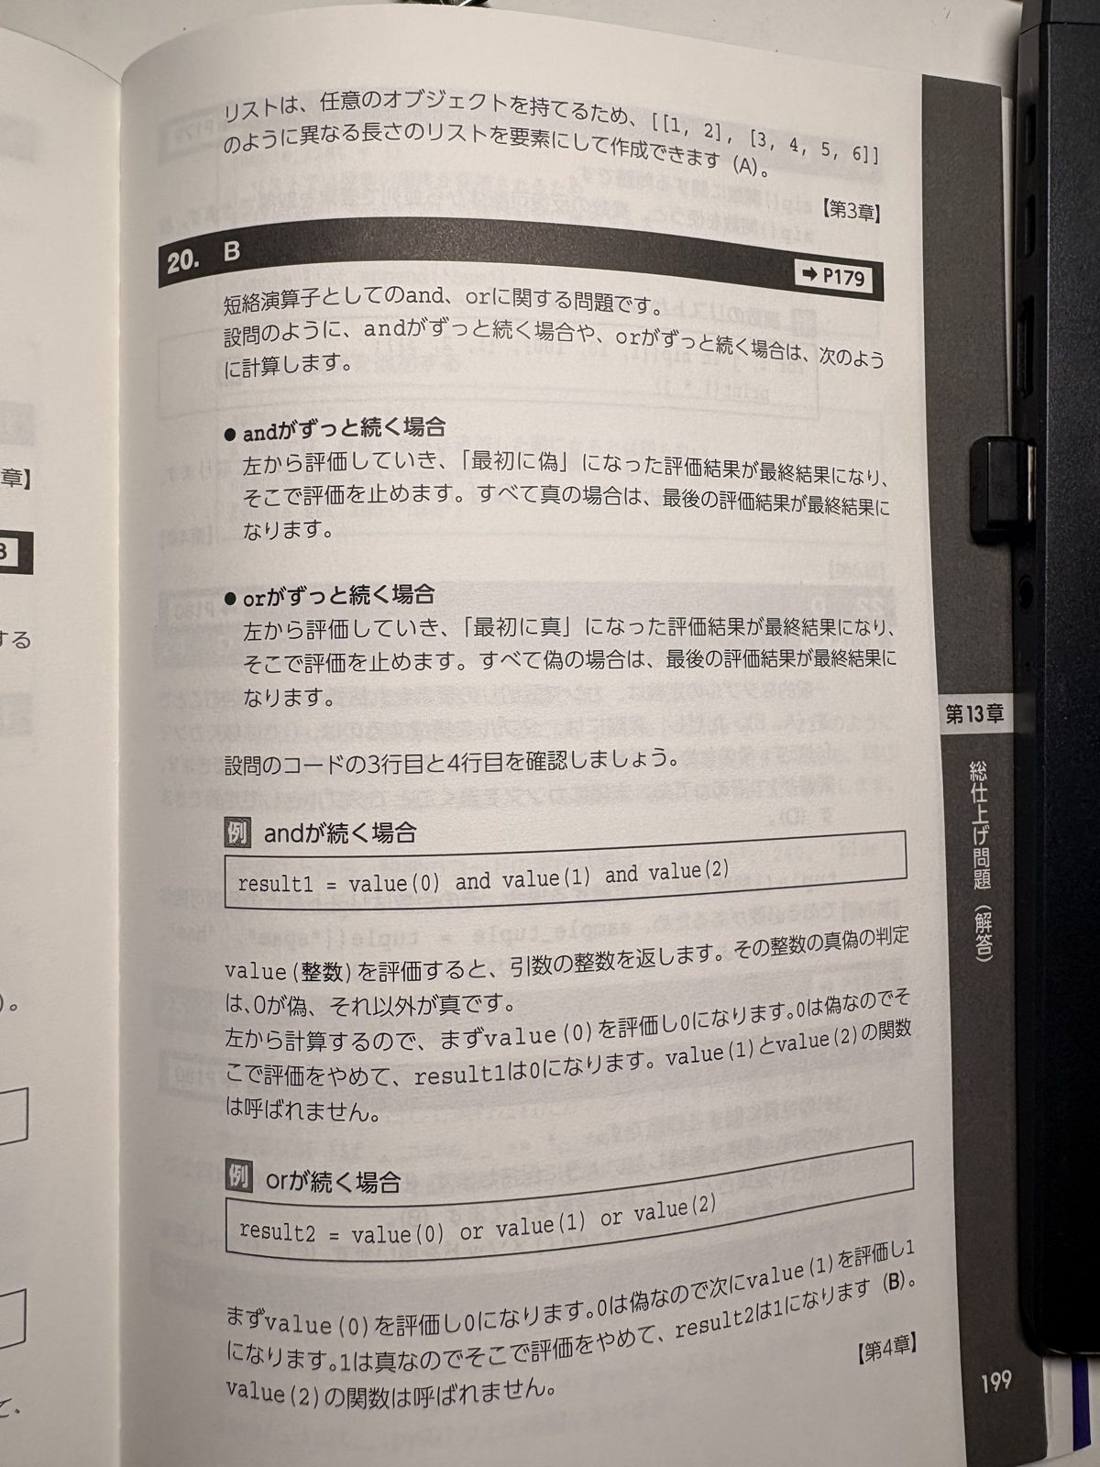 リストは、任意のオブジェクトを持てるため、[[1, 2], [3, 4, 5, 6]]
のように異なる長さのリストを要素にして作成できます（A）。
【第3章】
20. B
➡ P179
短絡演算子としてのand、orに関する問題です。
設問のように、andがずっと続く場合や、orがずっと続く場合は、次のよう
に計算します。
● andがずっと続く場合
左から評価していき、「最初に偽」になった評価結果が最終結果になり、
そこで評価を止めます。すべて真の場合は、最後の評価結果が最終結果に
なります。
● orがずっと続く場合
左から評価していき、「最初に真」になった評価結果が最終結果になり、
そこで評価を止めます。すべて偽の場合は、最後の評価結果が最終結果に
なります。
設問のコードの3行目と4行目を確認しましょう。
例 andが続く場合
result1 = value(0) and value(1) and value(2)
value(整数)を評価すると、引数の整数を返します。その整数の真偽の判定
は、0が偽、それ以外が真です。
左から計算するので、まずvalue(0)を評価し0になります。0は偽なのでそ
こで評価をやめて、result1は0になります。value(1)とvalue(2)の関数
は呼ばれません。
例 orが続く場合
result2 = value(0) or value(1) or value(2)
まずvalue(0)を評価し0になります。0は偽なので次にvalue(1)を評価し1
になります。1は真なのでそこで評価をやめて、result2は1になります（B）。
value(2)の関数は呼ばれません。
【第4章】
第13章
総仕上げ問題（解答）
199
章】
する
)。